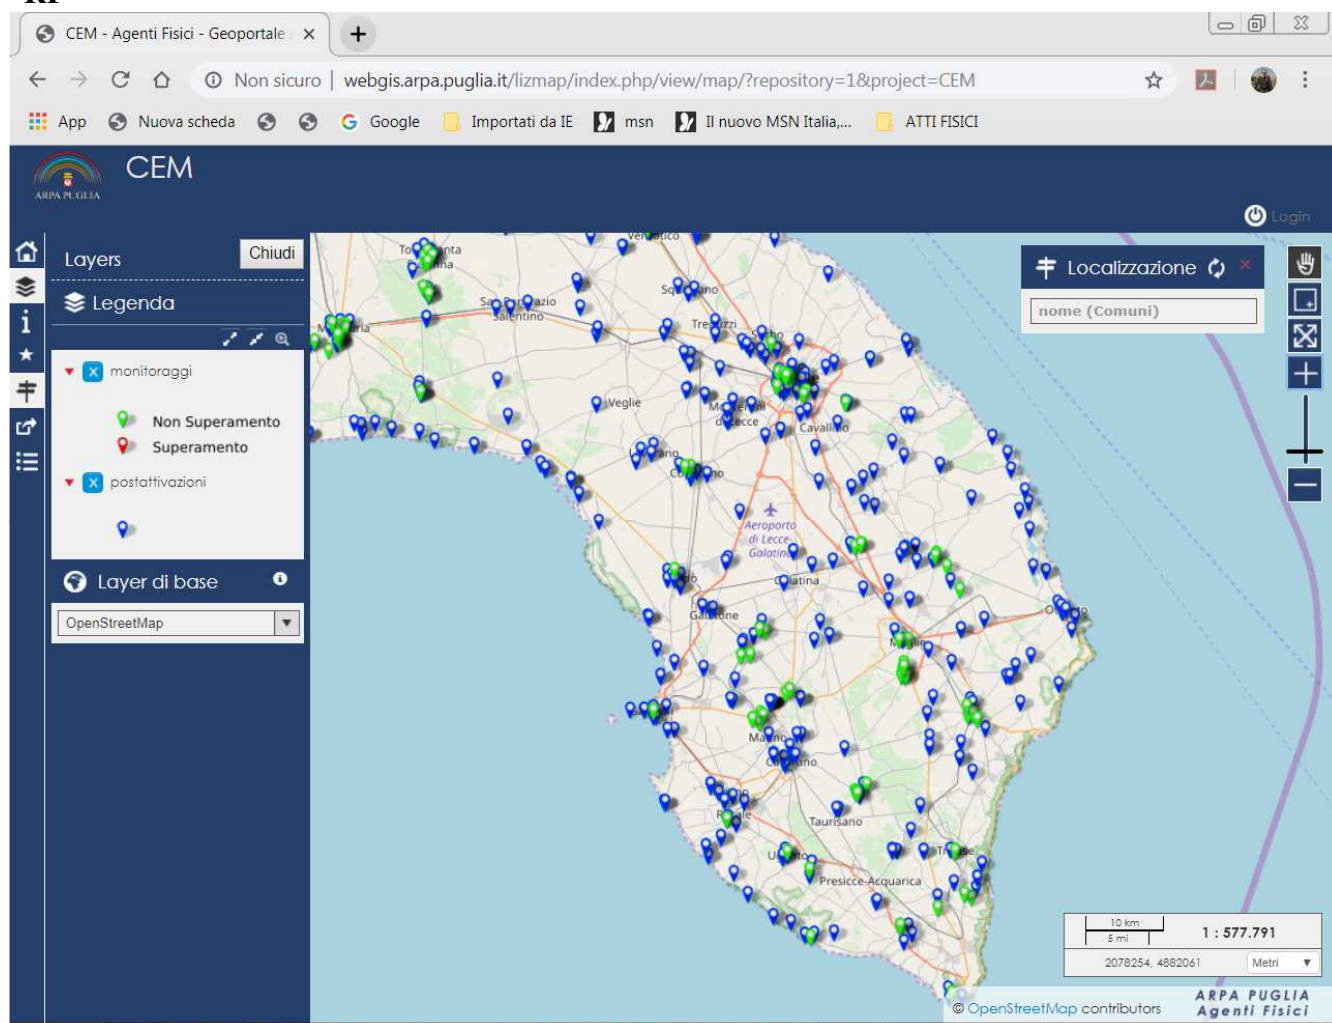 CEM - Agenti Fisici - Geoportale
Non sicuro | webgis.arpa.puglia.it/lizmap/index.php/view/map/?repository=1&project=CEM
App Nuova scheda Google Importati da IE msn Il nuovo MSN Italia,... ATTI FISICI
ARPA PUGLIA
CEM
Login
Layers
Chiudi
Legenda
monitoraggi
Non Superamento
Superamento
postattivazioni
Layer di base
OpenStreetMap
Localizzazione
nome (Comuni)
Salentino
Veglie
Cavallino
Aeroporto
di Lecce-
Galatina
Galatina
Taurisano
Presicce-Acquarica
10 km
5 mi
1 : 577.791
2078254, 4882061
Metri
© OpenStreetMap contributors
ARPA PUGLIA
Agenti Fisici